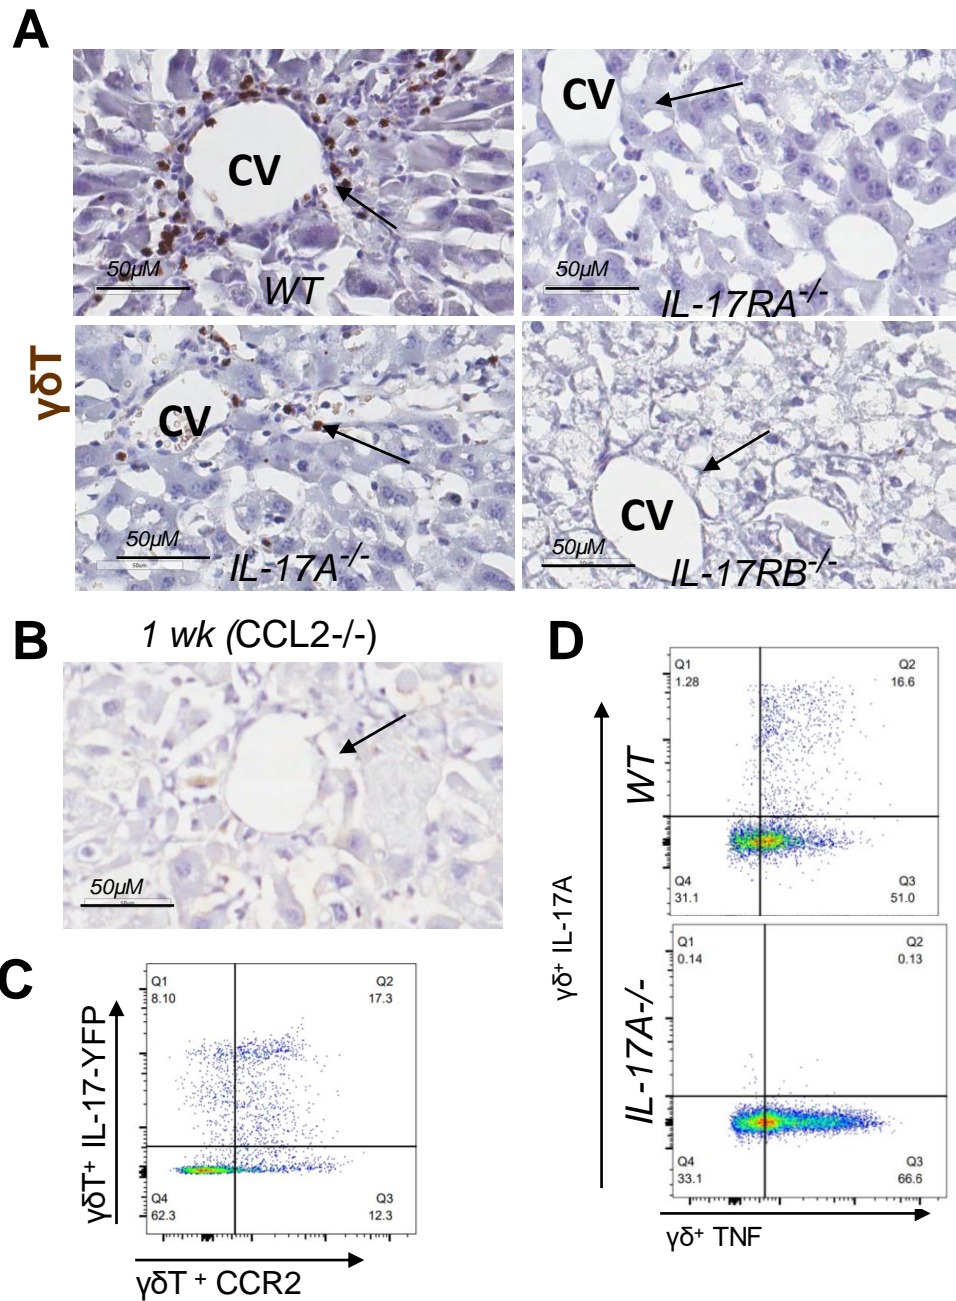 A
CV
50µM
WT
CV
50µM
IL-17RA-/-
γδT
CV
50µM
50um
IL-17A-/-
CV
50µM
IL-17RB-/-
B
1 wk (CCL2-/-)
50µM
C
γδT+ IL-17-YFP
Q1
8.10
Q2
17.3
Q4
62.3
Q3
12.3
γδT + CCR2
D
γδ+ IL-17A
WT
Q1
1.28
Q2
16.6
Q4
31.1
Q3
51.0
IL-17A-/-
Q1
0.14
Q2
0.13
Q4
33.1
Q3
66.6
γδ+ TNF